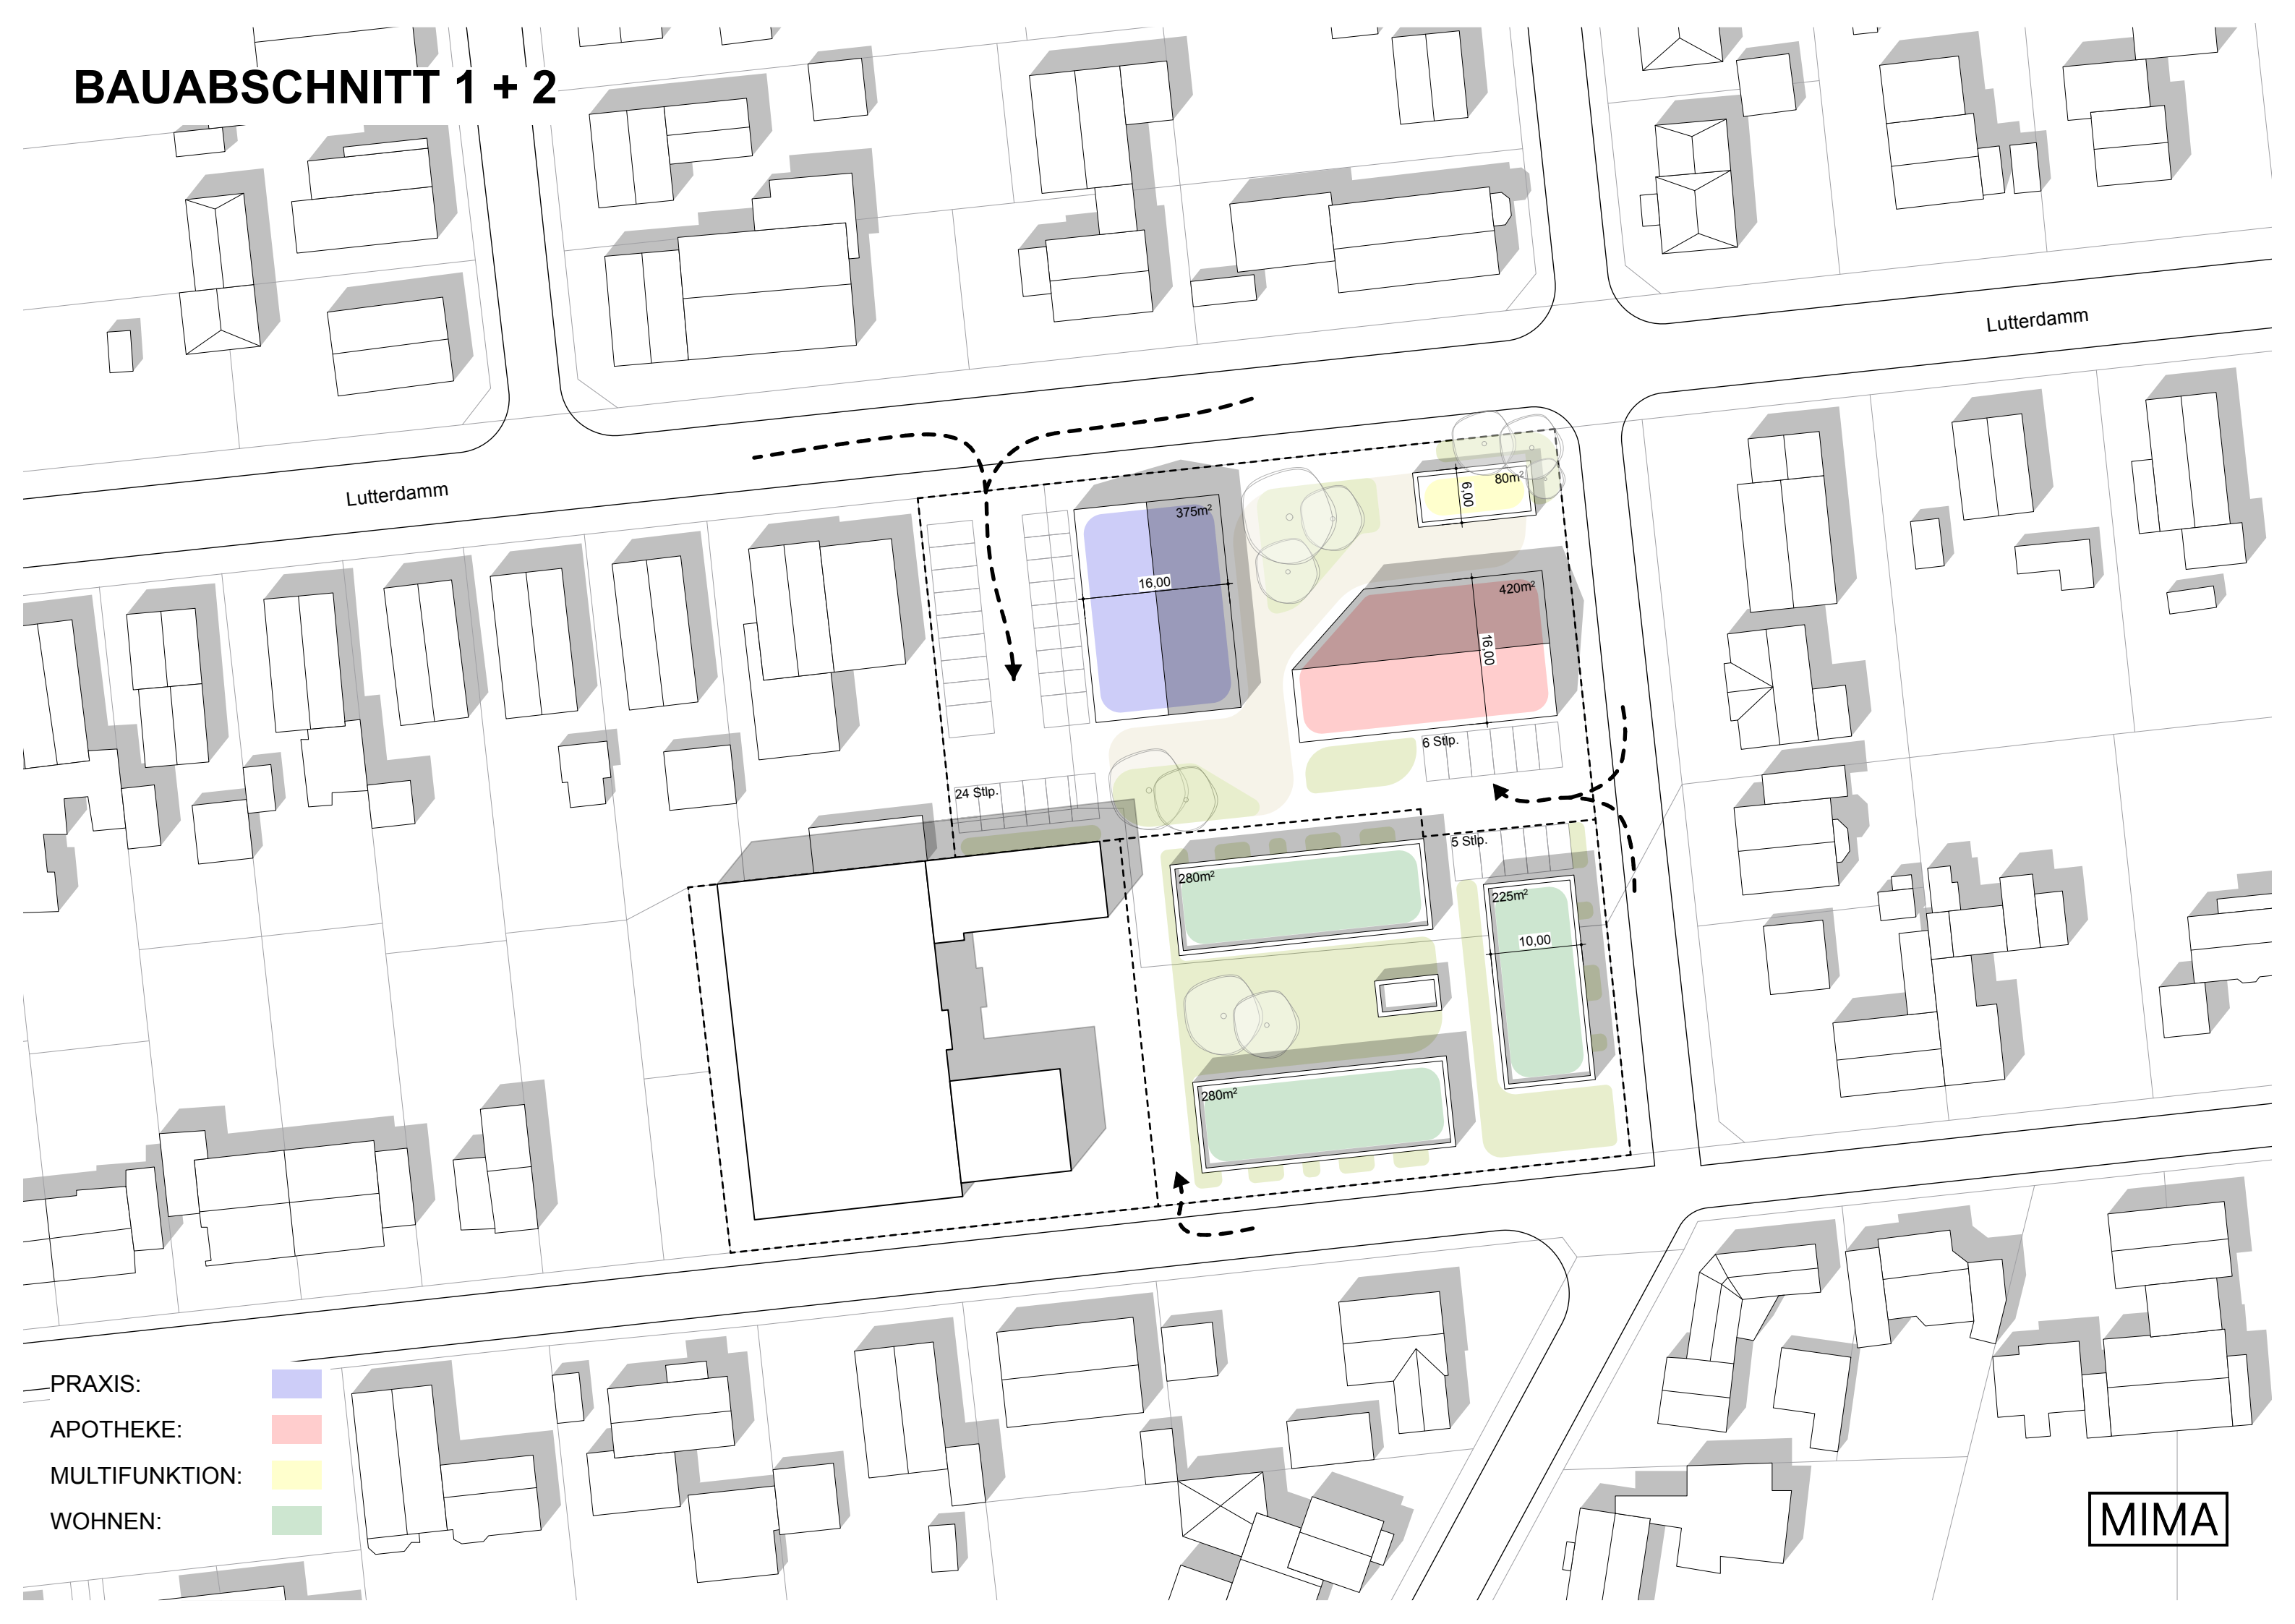 BAUABSCHNITT 1 + 2
Lutterdamm
Lutterdamm
80m²
6,00
375m²
16,00
420m²
16,00
6 Stlp.
24 Stlp.
5 Stlp.
280m²
225m²
10,00
280m²
PRAXIS:
APOTHEKE:
MULTIFUNKTION:
WOHNEN:
MIMA